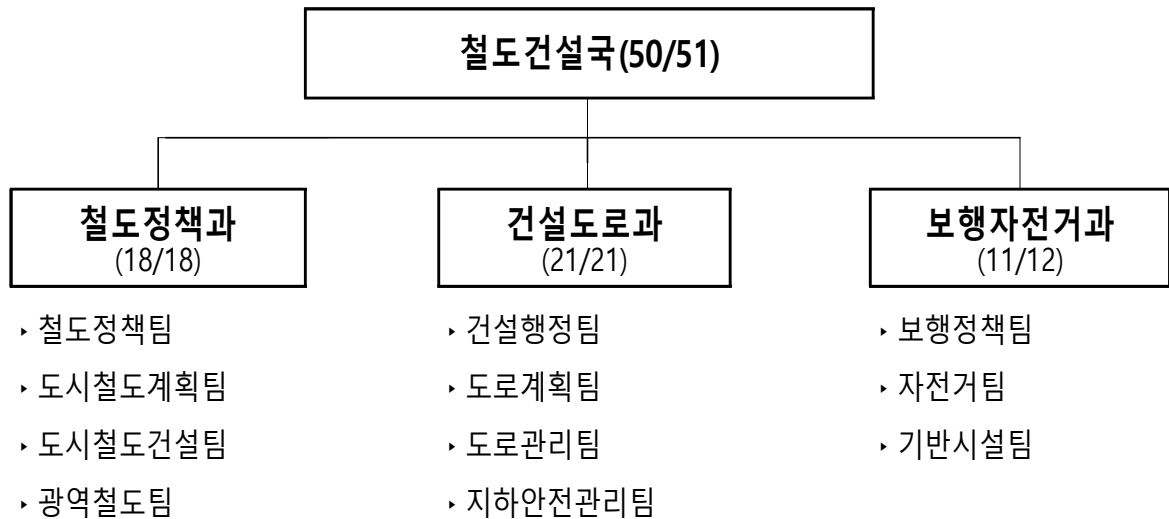 철도건설국(50/51)
철도정책과
(18/18)
‣ 철도정책팀
‣ 도시철도계획팀
‣ 도시철도건설팀
‣ 광역철도팀
건설도로과
(21/21)
‣ 건설행정팀
‣ 도로계획팀
‣ 도로관리팀
‣ 지하안전관리팀
보행자전거과
(11/12)
‣ 보행정책팀
‣ 자전거팀
‣ 기반시설팀